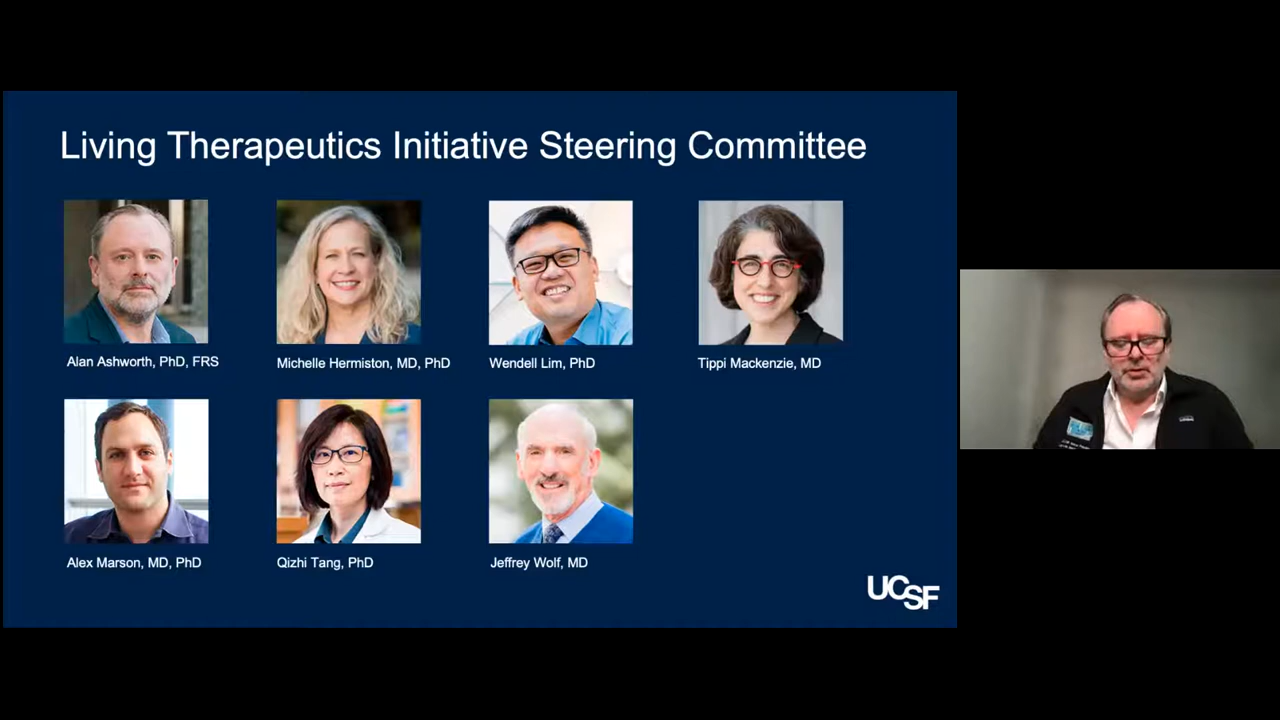 Living Therapeutics Initiative Steering Committee
Alan Ashworth, PhD, FRS
Michelle Hermiston, MD, PhD
Wendell Lim, PhD
Tippi Mackenzie, MD
Alex Marson, MD, PhD
Qizhi Tang, PhD
Jeffrey Wolf, MD
UCSF